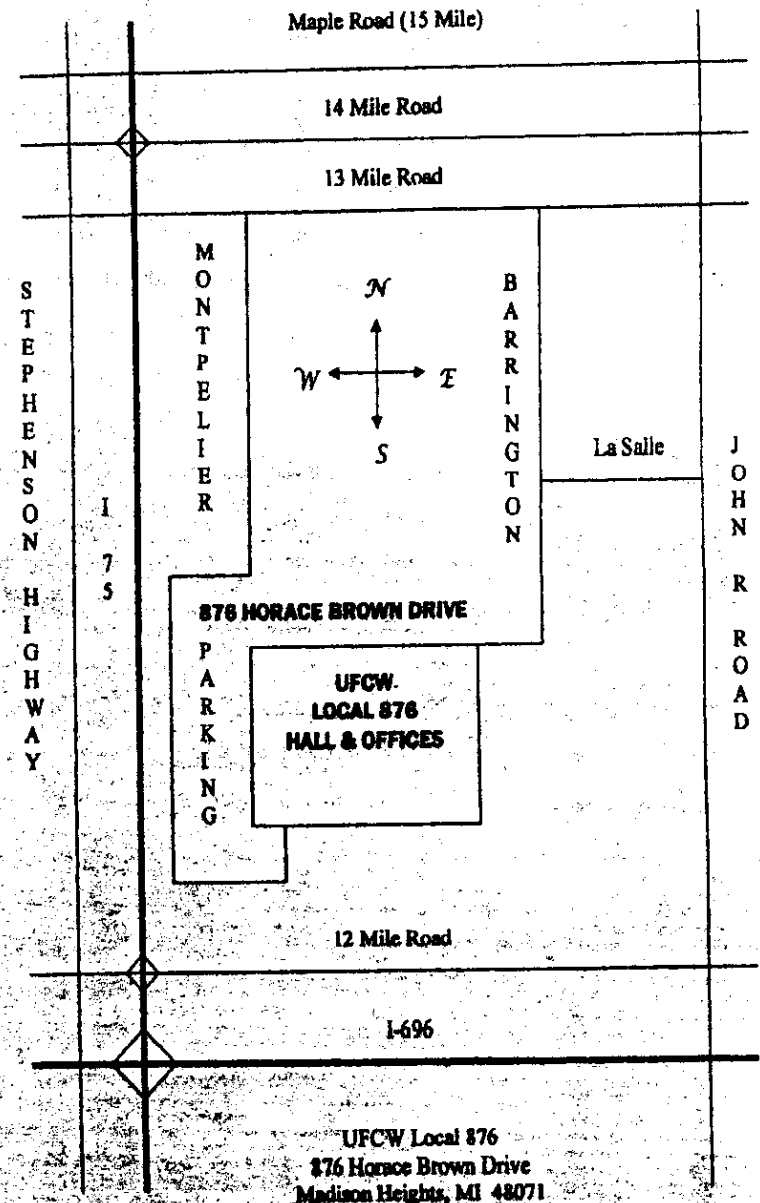 Maple Road (15 Mile)
14 Mile Road
13 Mile Road
STEPHENSON HIGHWAY
I 75
MONTPELIER
N
W
E
S
BARRINGTON
La Salle
JOHN R ROAD
876 HORACE BROWN DRIVE
PARKING
UFCW
LOCAL 876
HALL & OFFICES
12 Mile Road
I-696
UFCW Local 876
876 Horace Brown Drive
Madison Heights, MI 48071